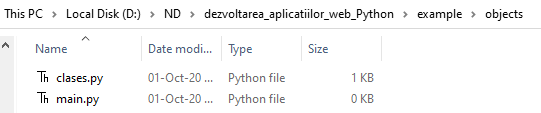 This PC > Local Disk (D:) > ND > dezvoltarea_aplicatiilor_web_Python > example > objects
Name Date modi... Type Size
clases.py 01-Oct-20 ... Python file 1 KB
main.py 01-Oct-20 ... Python file 0 KB